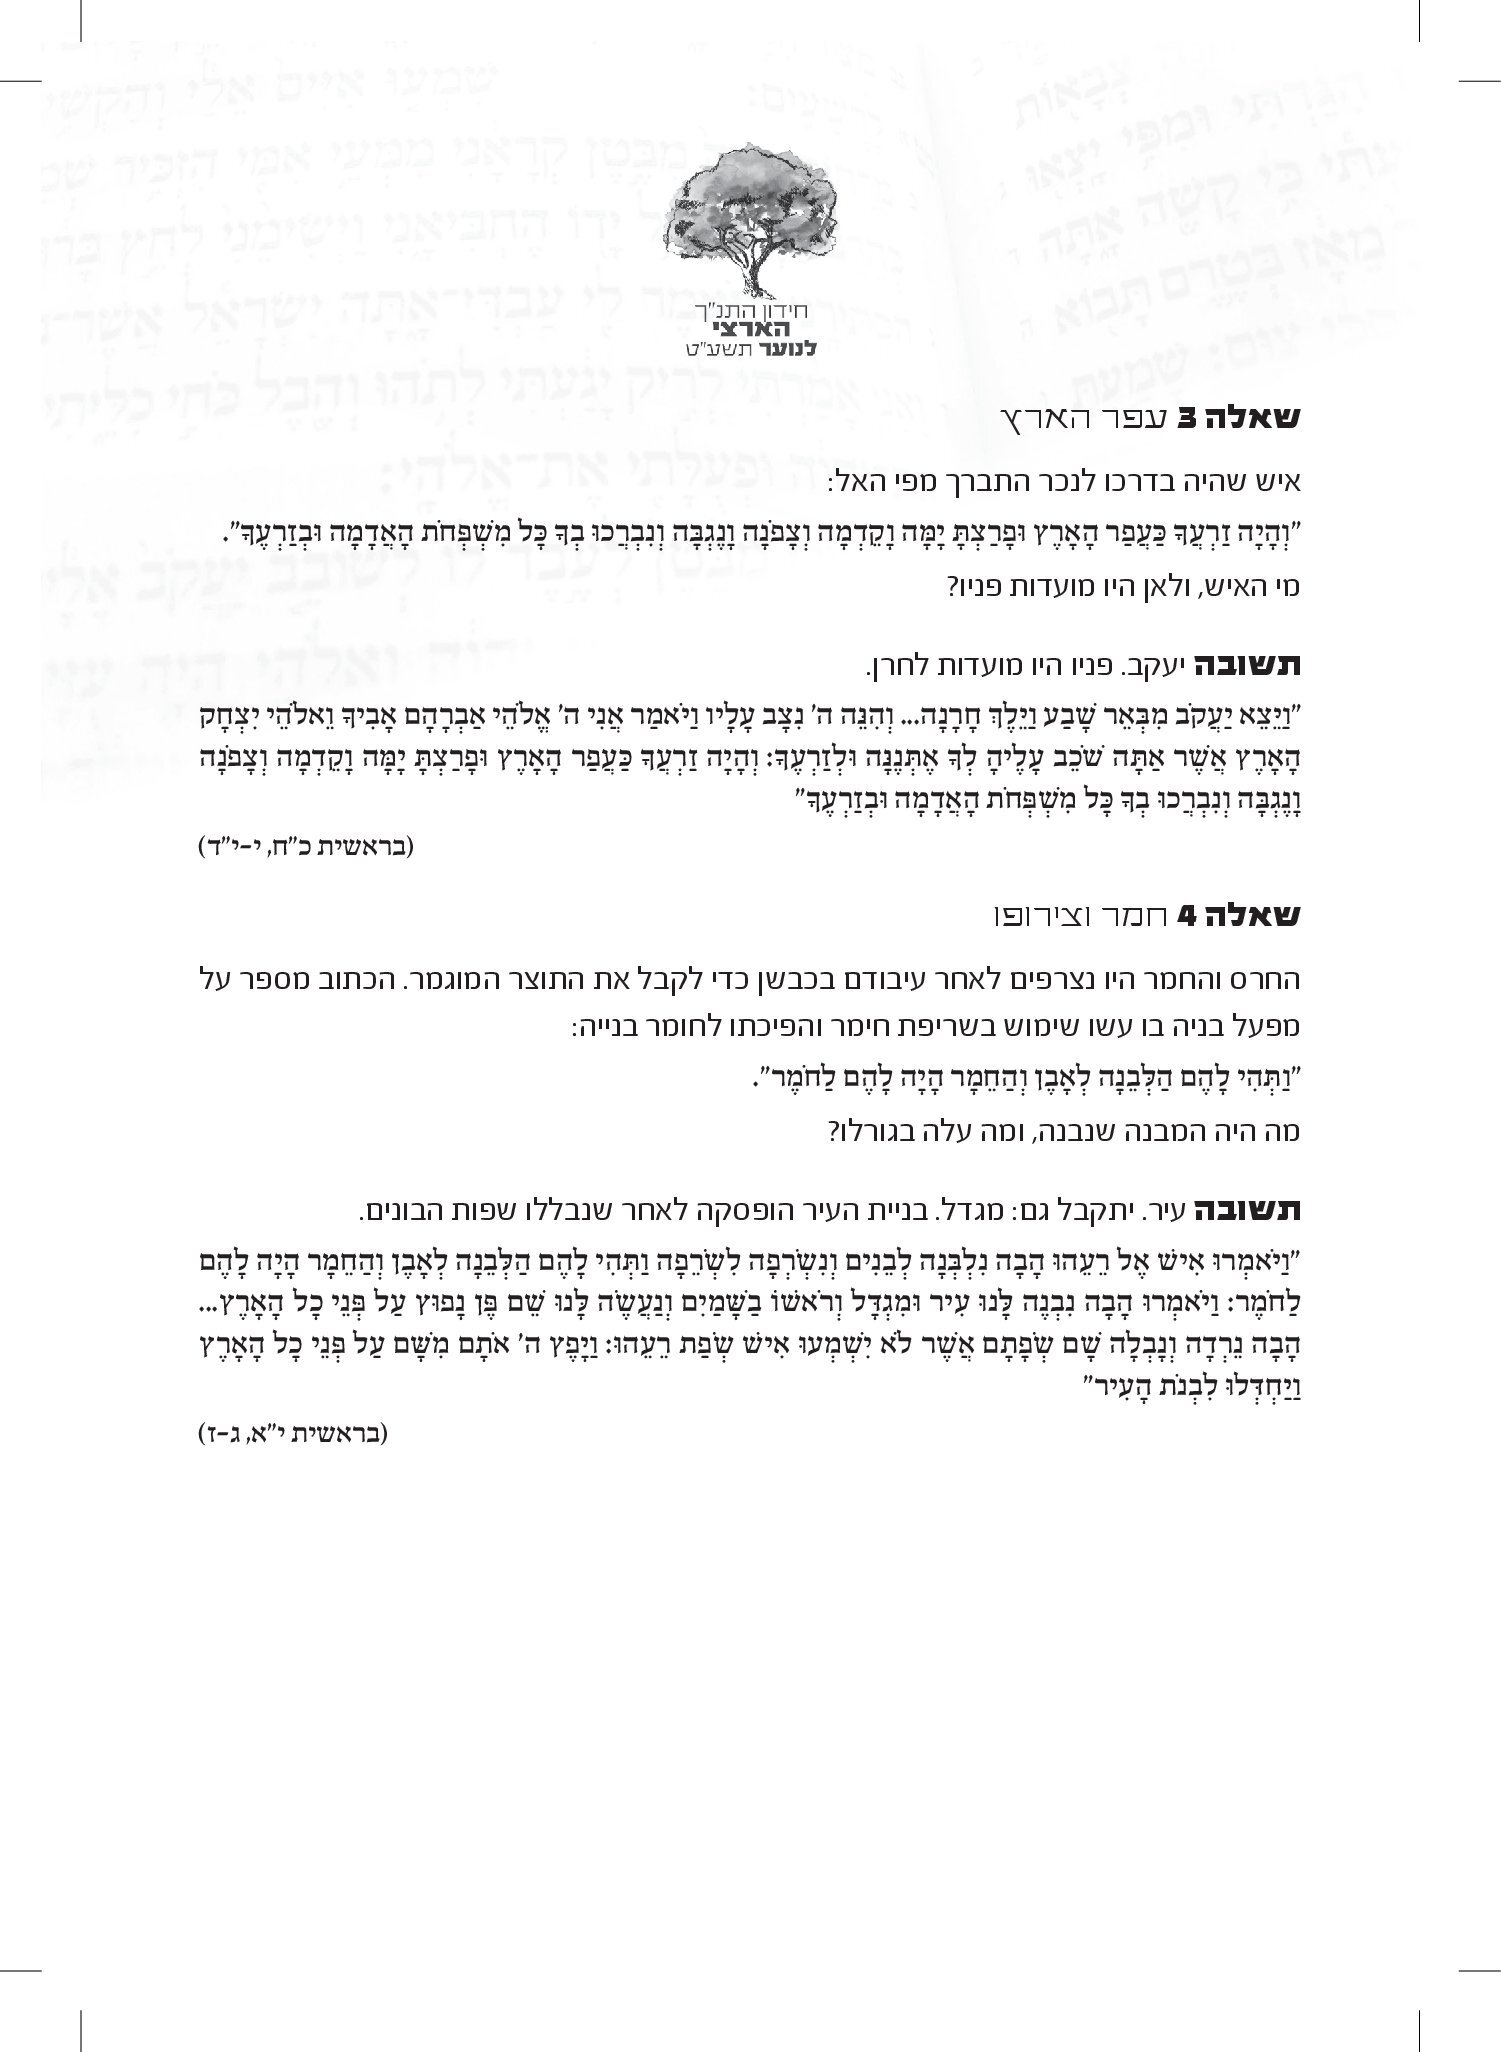 חידון התנ"ך
הארצי
לנוער תשע"ט
שאלה 3 עפר הארץ
איש שהיה בדרכו לנכר התברך מפי האל:
"וְהָיָה זַרְעֲךָ כַּעֲפַר הָאָרֶץ וּפָרַצְתָּ יָמָּה וָקֵדְמָה וְצָפֹנָה וָנֶגְבָּה וְנִבְרֲכוּ בְךָ כָּל מִשְׁפְּחֹת הָאֲדָמָה וּבְזַרְעֶךָ".
מי האיש, ולאן היו מועדות פניו?
תשובה יעקב. פניו היו מועדות לחרן.
"וַיֵּצֵא יַעֲקֹב מִבְּאֵר שָׁבַע וַיֵּלֶךְ חָרָנָה... וְהִנֵּה ה' נִצָּב עָלָיו וַיֹּאמַר אֲנִי ה' אֱלֹהֵי אַבְרָהָם אָבִיךָ וֵאלֹהֵי יִצְחָק
הָאָרֶץ אֲשֶׁר אַתָּה שֹׁכֵב עָלֶיהָ לְךָ אֶתְּנֶנָּה וּלְזַרְעֶךָ: וְהָיָה זַרְעֲךָ כַּעֲפַר הָאָרֶץ וּפָרַצְתָּ יָמָּה וָקֵדְמָה וְצָפֹנָה
וָנֶגְבָּה וְנִבְרֲכוּ בְךָ כָּל מִשְׁפְּחֹת הָאֲדָמָה וּבְזַרְעֶךָ"
(בראשית כ"ח, י-י"ד)
שאלה 4 חמר וצירופו
החרס והחמר היו נצרפים לאחר עיבודם בכבשן כדי לקבל את התוצר המוגמר. הכתוב מספר על
מפעל בניה בו עשו שימוש בשריפת חימר והפיכתו לחומר בנייה:
"וַתְּהִי לָהֶם הַלְּבֵנָה לְאָבֶן וְהַחֵמָר הָיָה לָהֶם לַחֹמֶר".
מה היה המבנה שנבנה, ומה עלה בגורלו?
תשובה עיר. יתקבל גם: מגדל. בניית העיר הופסקה לאחר שנבללו שפות הבונים.
"וַיֹּאמְרוּ אִישׁ אֶל רֵעֵהוּ הָבָה נִלְבְּנָה לְבֵנִים וְנִשְׂרְפָה לִשְׂרֵפָה וַתְּהִי לָהֶם הַלְּבֵנָה לְאָבֶן וְהַחֵמָר הָיָה לָהֶם
לַחֹמֶר: וַיֹּאמְרוּ הָבָה נִבְנֶה לָּנוּ עִיר וּמִגְדָּל וְרֹאשׁוֹ בַשָּׁמַיִם וְנַעֲשֶׂה לָּנוּ שֵׁם פֶּן נָפוּץ עַל פְּנֵי כָל הָאָרֶץ...
הָבָה נֵרְדָה וְנָבְלָה שָׁם שְׂפָתָם אֲשֶׁר לֹא יִשְׁמְעוּ אִישׁ שְׂפַת רֵעֵהוּ: וַיָּפֶץ ה' אֹתָם מִשָּׁם עַל פְּנֵי כָל הָאָרֶץ
וַיַּחְדְּלוּ לִבְנֹת הָעִיר"
(בראשית י"א, ג-ז)